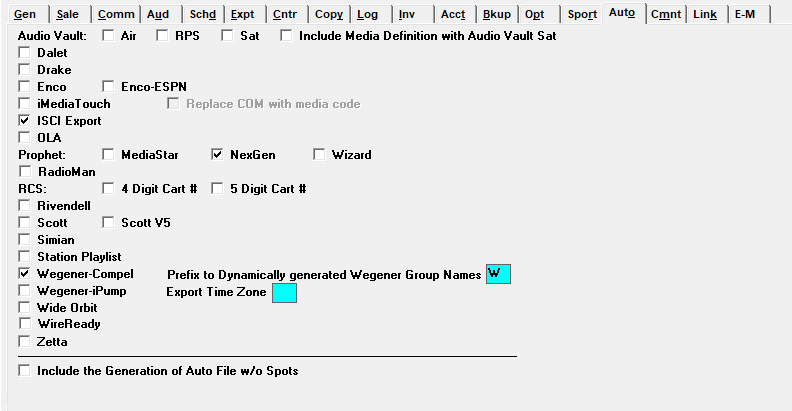 Gen Sale Comm Aud Schd Expt Cntr Copy Log Inv Acct Bkup Opt Sport Auto Cmnt Link E-M
Audio Vault: Air RPS Sat Include Media Definition with Audio Vault Sat
Dalet
Drake
Enco Enco-ESPN
iMediaTouch Replace COM with media code
ISCI Export
OLA
Prophet: MediaStar NexGen Wizard
RadioMan
RCS: 4 Digit Cart # 5 Digit Cart #
Rivendell
Scott Scott V5
Simian
Station Playlist
Wegener-Compel Prefix to Dynamically generated Wegener Group Names W
Wegener-iPump Export Time Zone
Wide Orbit
WireReady
Zetta
Include the Generation of Auto File w/o Spots